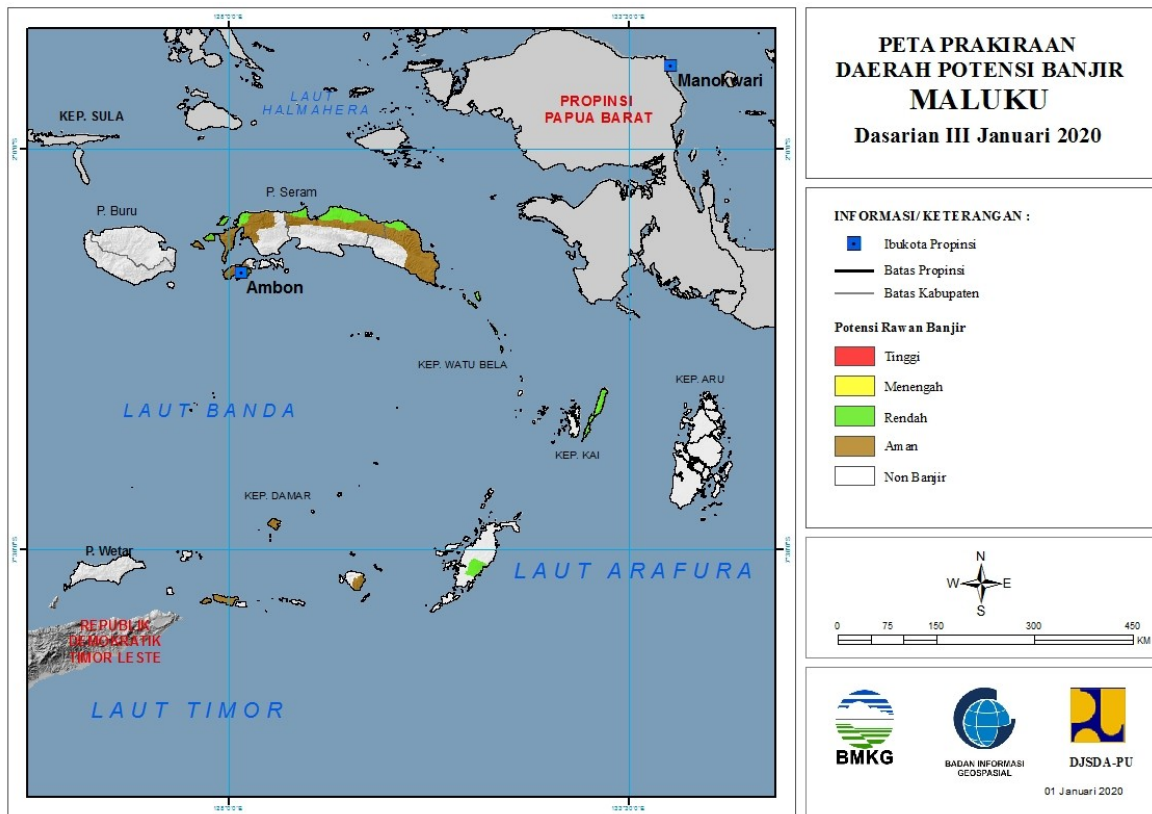 PETA PRAKIRAAN
DAERAH POTENSI BANJIR
MALUKU
Dasarian III Januari 2020
Manokwari
PROPINSI
PAPUA BARAT
LAUT
HALMAHERA
KEP. SULA
P. Seram
P. Buru
Ambon
KEP. WATU BELA
KEP. ARU
LAUT BANDA
KEP. KAI
KEP. DAMAR
P. Wetar
LAUT ARAFURA
REPUBLIK
DEMOKRATIK
TIMOR LESTE
LAUT TIMOR
INFORMASI/ KETERANGAN :
Ibukota Propinsi
Batas Propinsi
Batas Kabupaten
Potensi Rawan Banjir
Tinggi
Menengah
Rendah
Aman
Non Banjir
N
W E
S
0 75 150 300 450
KM
BMKG
BADAN INFORMASI
GEOSPASIAL
DJSDA-PU
01 Januari 2020